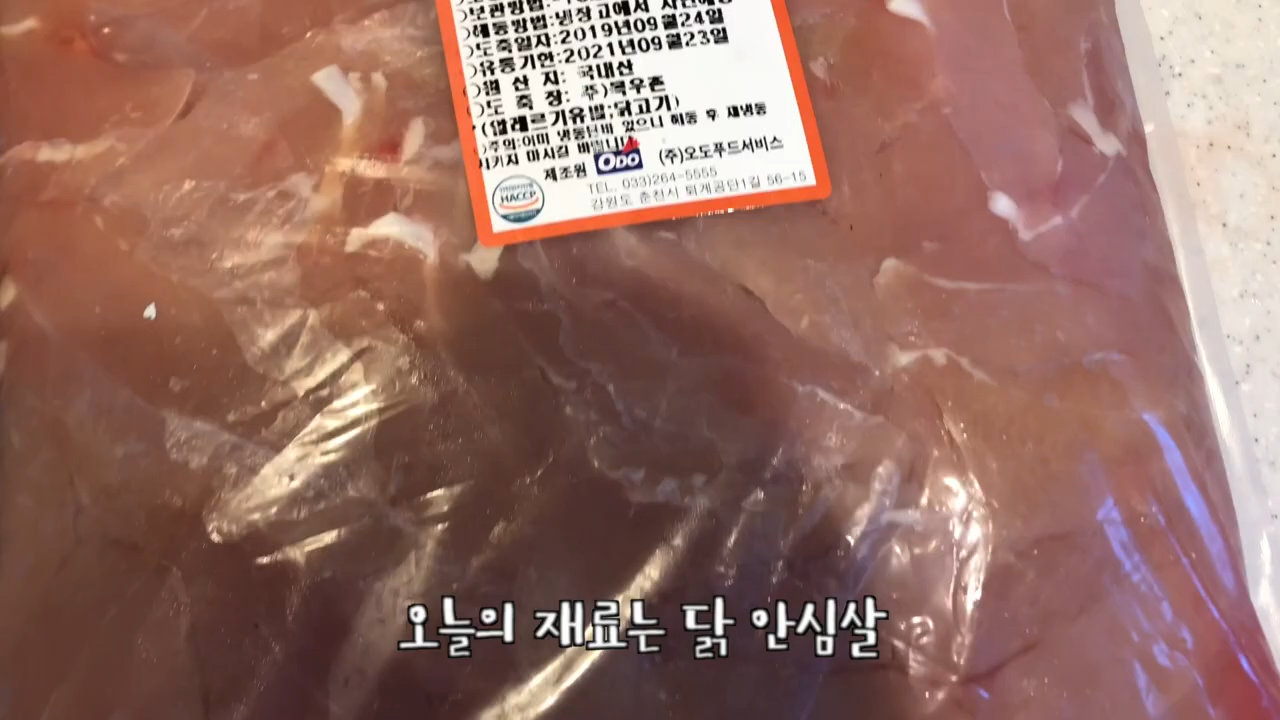 )보관방법:
)해동방법:냉장고에서 자연해동
)도축일자:2019년09월24일
)유통기한:2021년09월23일
)원 산 지: 국내산
)도 축 장: 주)목우촌
(알레르기유발;닭고기)
)주의:이미 냉동된바 있으니 해동 후 재냉동
시키지 마시길 바랍니다
제조원 ODO (주)오도푸드서비스
HACCP
TEL. 033)264-5555
강원도 춘천시 퇴계공단1길 56-15
오늘의 재료는 닭 안심살